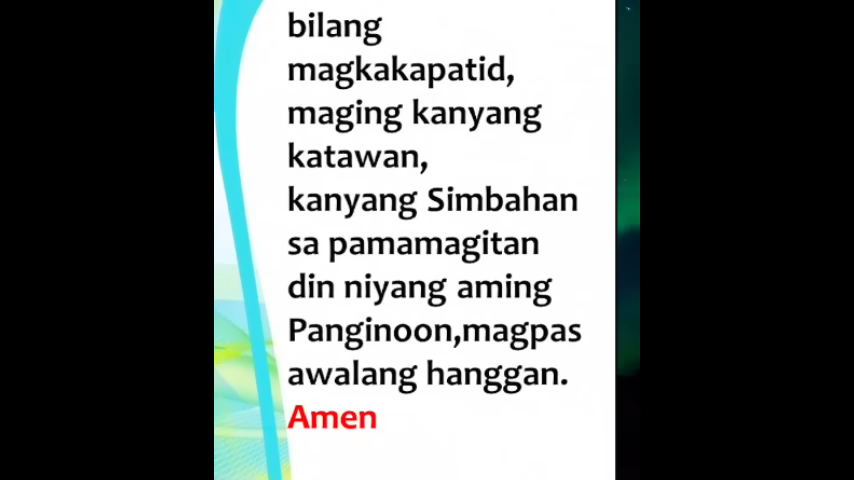 bilang
magkakapatid,
maging kanyang
katawan,
kanyang Simbahan
sa pamamagitan
din niyang aming
Panginoon,magpas
awalang hanggan.
Amen